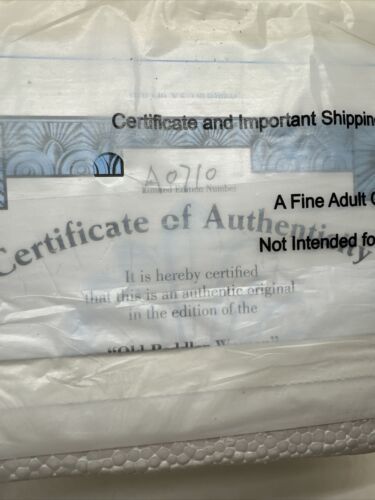 Certificate and Important Shippin
A0710
Limited Edition Number
A Fine Adult C
Certificate of Authenticity
Not Intended fo
It is hereby certified
that this is an authentic original
in the edition of the